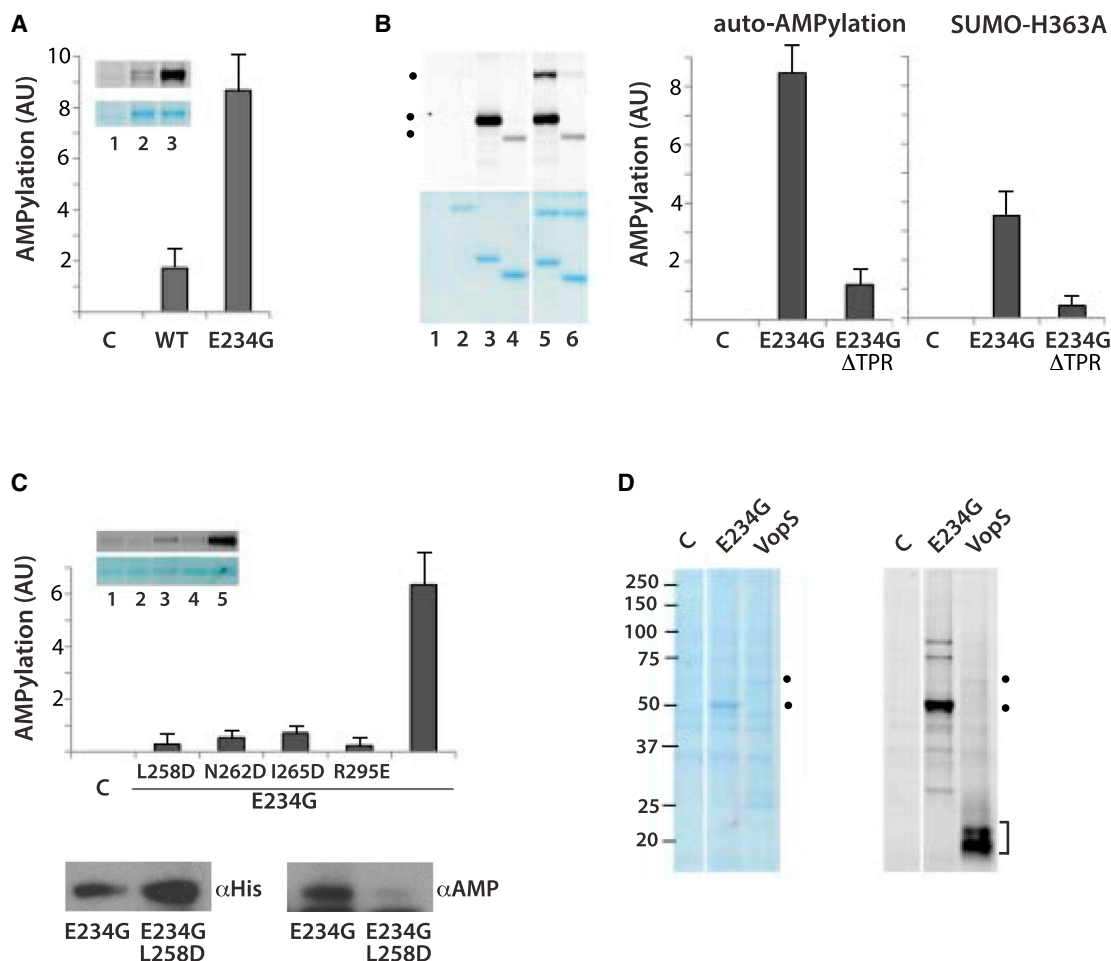 A
AMPylation (AU)
10
8
6
4
2
1 2 3
C WT E234G
B
1 2 3 4 5 6
auto-AMPylation
SUMO-H363A
AMPylation (AU)
8
6
4
2
C E234G E234G
ΔTPR
C E234G E234G
ΔTPR
C
AMPylation (AU)
6
4
2
1 2 3 4 5
L258D N262D I265D R295E
C
E234G
αHis
E234G E234G
L258D
αAMP
E234G E234G
L258D
D
C E234G VopS
250
150
100
75
50
37
25
20
C E234G VopS